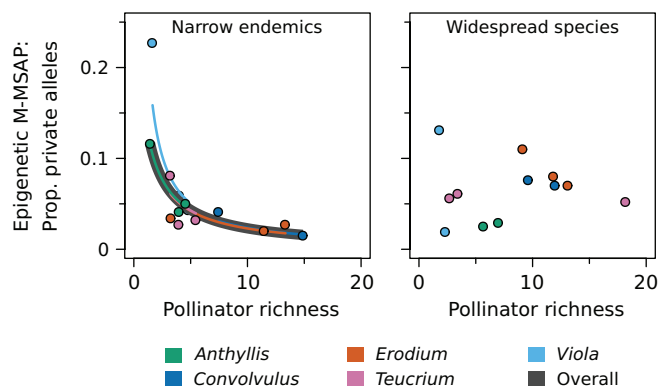 Epigenetic M-MSAP:
Prop. private alleles
Narrow endemics
Widespread species
0.2
0.1
0
0 10 20
0 10 20
Pollinator richness
Pollinator richness
Anthyllis Erodium Viola
Convolvulus Teucrium Overall